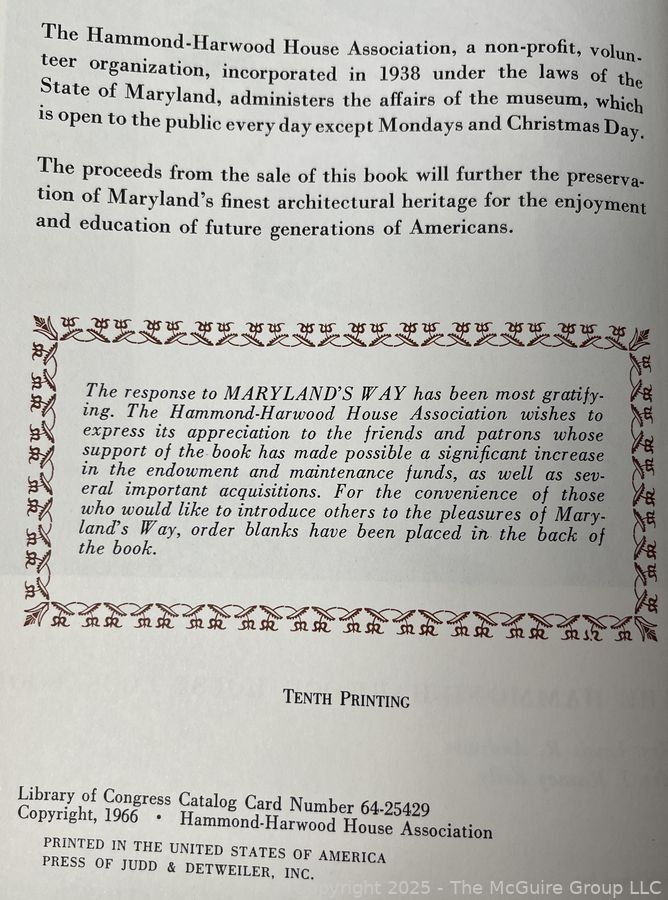 The Hammond-Harwood House Association, a non-profit, volun-
teer organization, incorporated in 1938 under the laws of the
State of Maryland, administers the affairs of the museum, which
is open to the public every day except Mondays and Christmas Day.
The proceeds from the sale of this book will further the preserva-
tion of Maryland's finest architectural heritage for the enjoyment
and education of future generations of Americans.
The response to MARYLAND'S WAY has been most gratify-
ing. The Hammond-Harwood House Association wishes to
express its appreciation to the friends and patrons whose
support of the book has made possible a significant increase
in the endowment and maintenance funds, as well as sev-
eral important acquisitions. For the convenience of those
who would like to introduce others to the pleasures of Mary-
land's Way, order blanks have been placed in the back of
the book.
TENTH PRINTING
Library of Congress Catalog Card Number 64-25429
Copyright, 1966 • Hammond-Harwood House Association
PRINTED IN THE UNITED STATES OF AMERICA
PRESS OF JUDD & DETWEILER, INC.
Copyright 2025 - The McGuire Group LLC